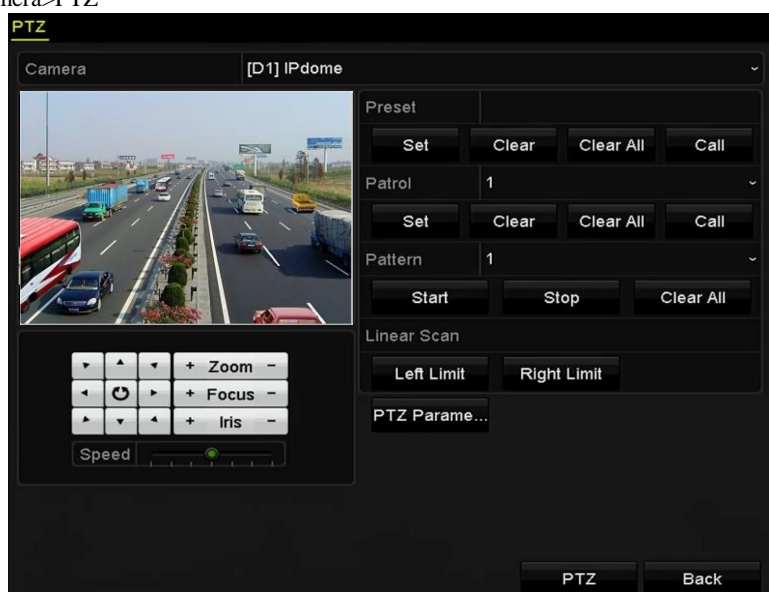 PTZ
Camera [D1] IPdome
Preset
Set Clear Clear All Call
Patrol 1
Set Clear Clear All Call
Pattern 1
Start Stop Clear All
Linear Scan
Left Limit Right Limit
PTZ Parame...
+ Zoom −
+ Focus −
+ Iris −
Speed
PTZ Back